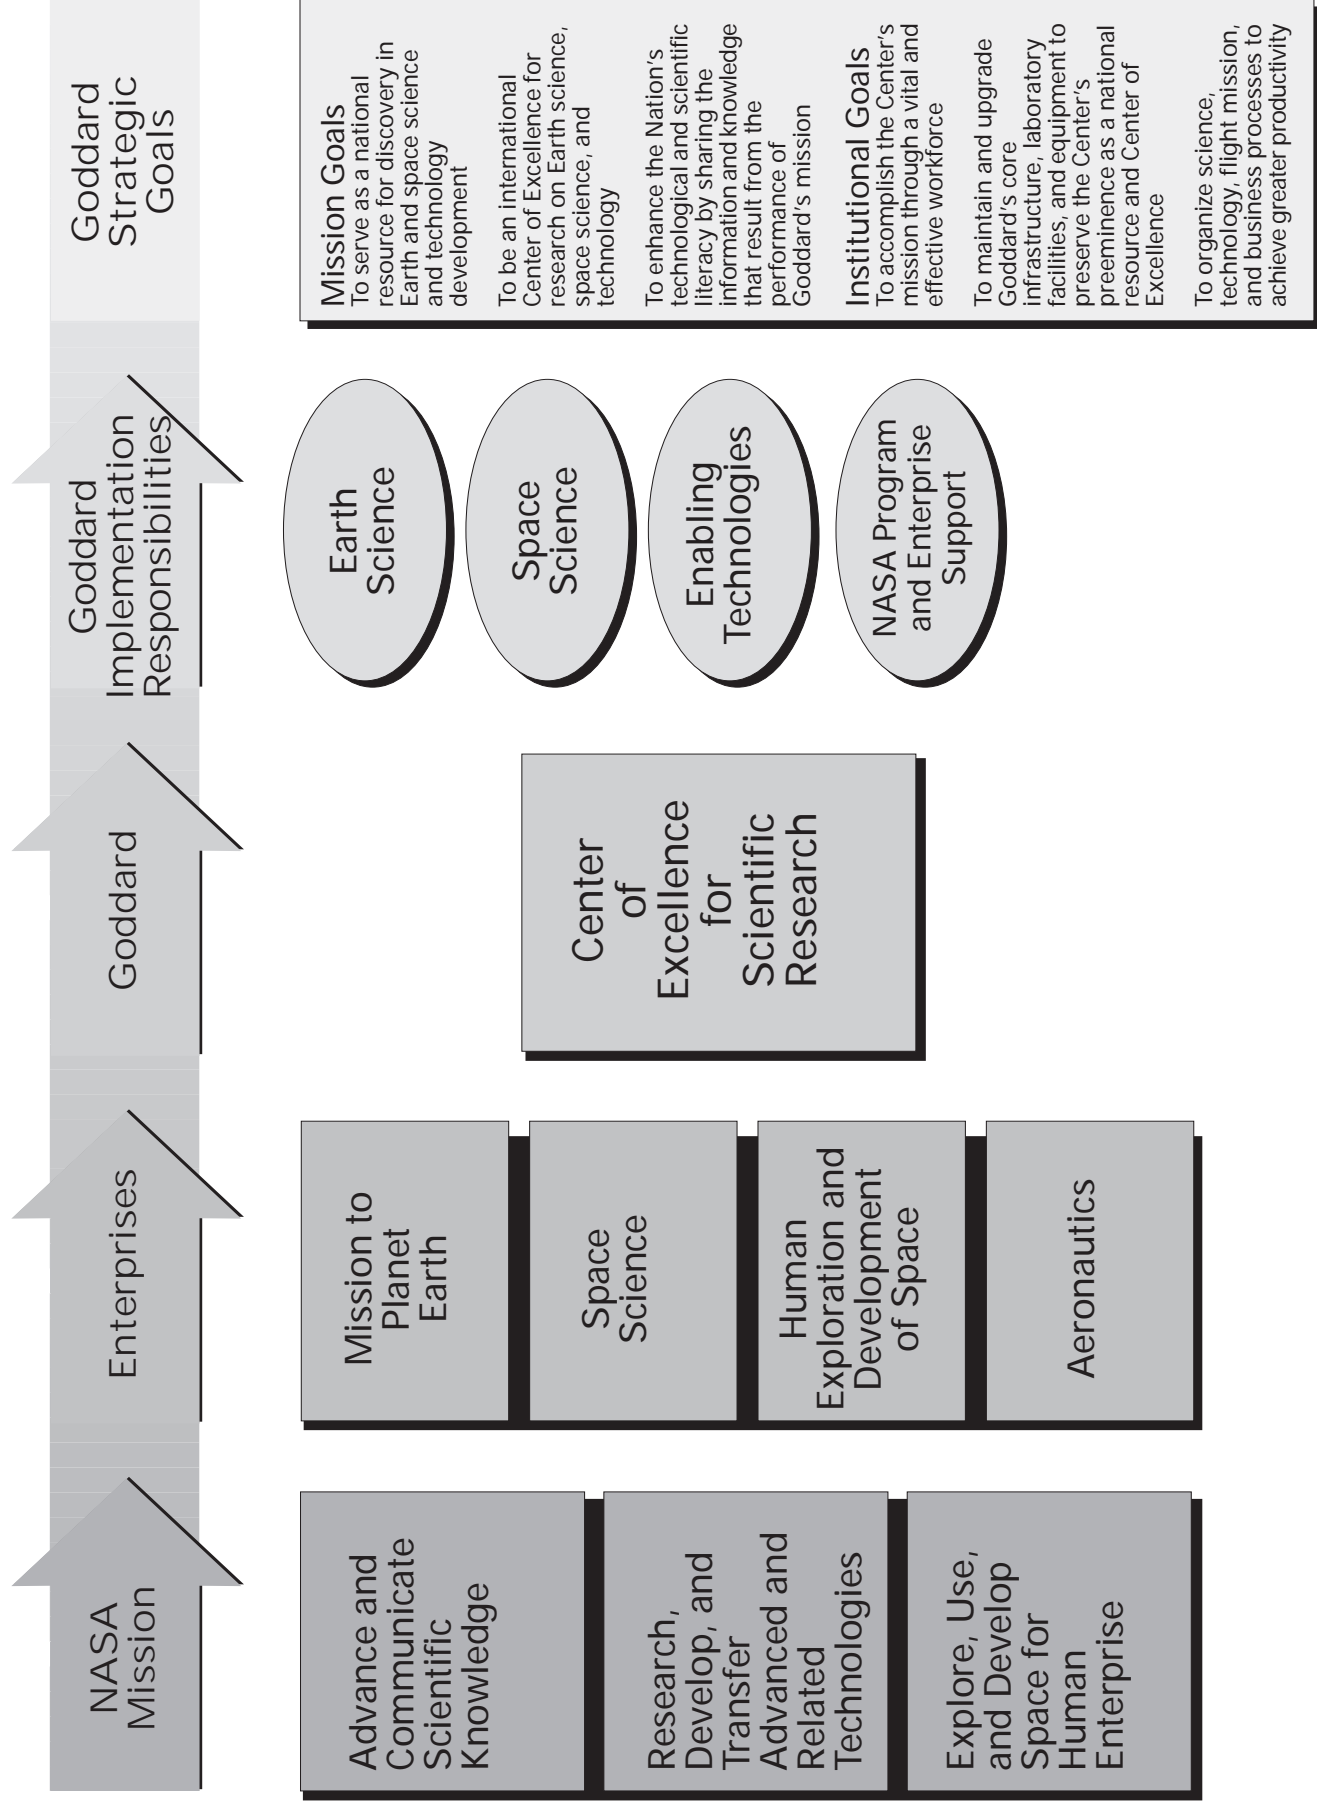 NASA
Mission
Enterprises
Goddard
Goddard
Implementation
Responsibilities
Goddard
Strategic
Goals
Advance and
Communicate
Scientific
Knowledge
Research,
Develop, and
Transfer
Advanced and
Related
Technologies
Explore, Use,
and Develop
Space for
Human
Enterprise
Mission to
Planet
Earth
Space
Science
Human
Exploration and
Development
of Space
Aeronautics
Center
of
Excellence
for
Scientific
Research
Earth
Science
Space
Science
Enabling
Technologies
NASA Program
and Enterprise
Support
Mission Goals
To serve as a national
resource for discovery in
Earth and space science
and technology
development
To be an international
Center of Excellence for
research on Earth science,
space science, and
technology
To enhance the Nation's
technological and scientific
literacy by sharing the
information and knowledge
that result from the
performance of
Goddard's mission
Institutional Goals
To accomplish the Center's
mission through a vital and
effective workforce
To maintain and upgrade
Goddard's core
infrastructure, laboratory
facilities, and equipment to
preserve the Center's
preeminence as a national
resource and Center of
Excellence
To organize science,
technology, flight mission,
and business processes to
achieve greater productivity